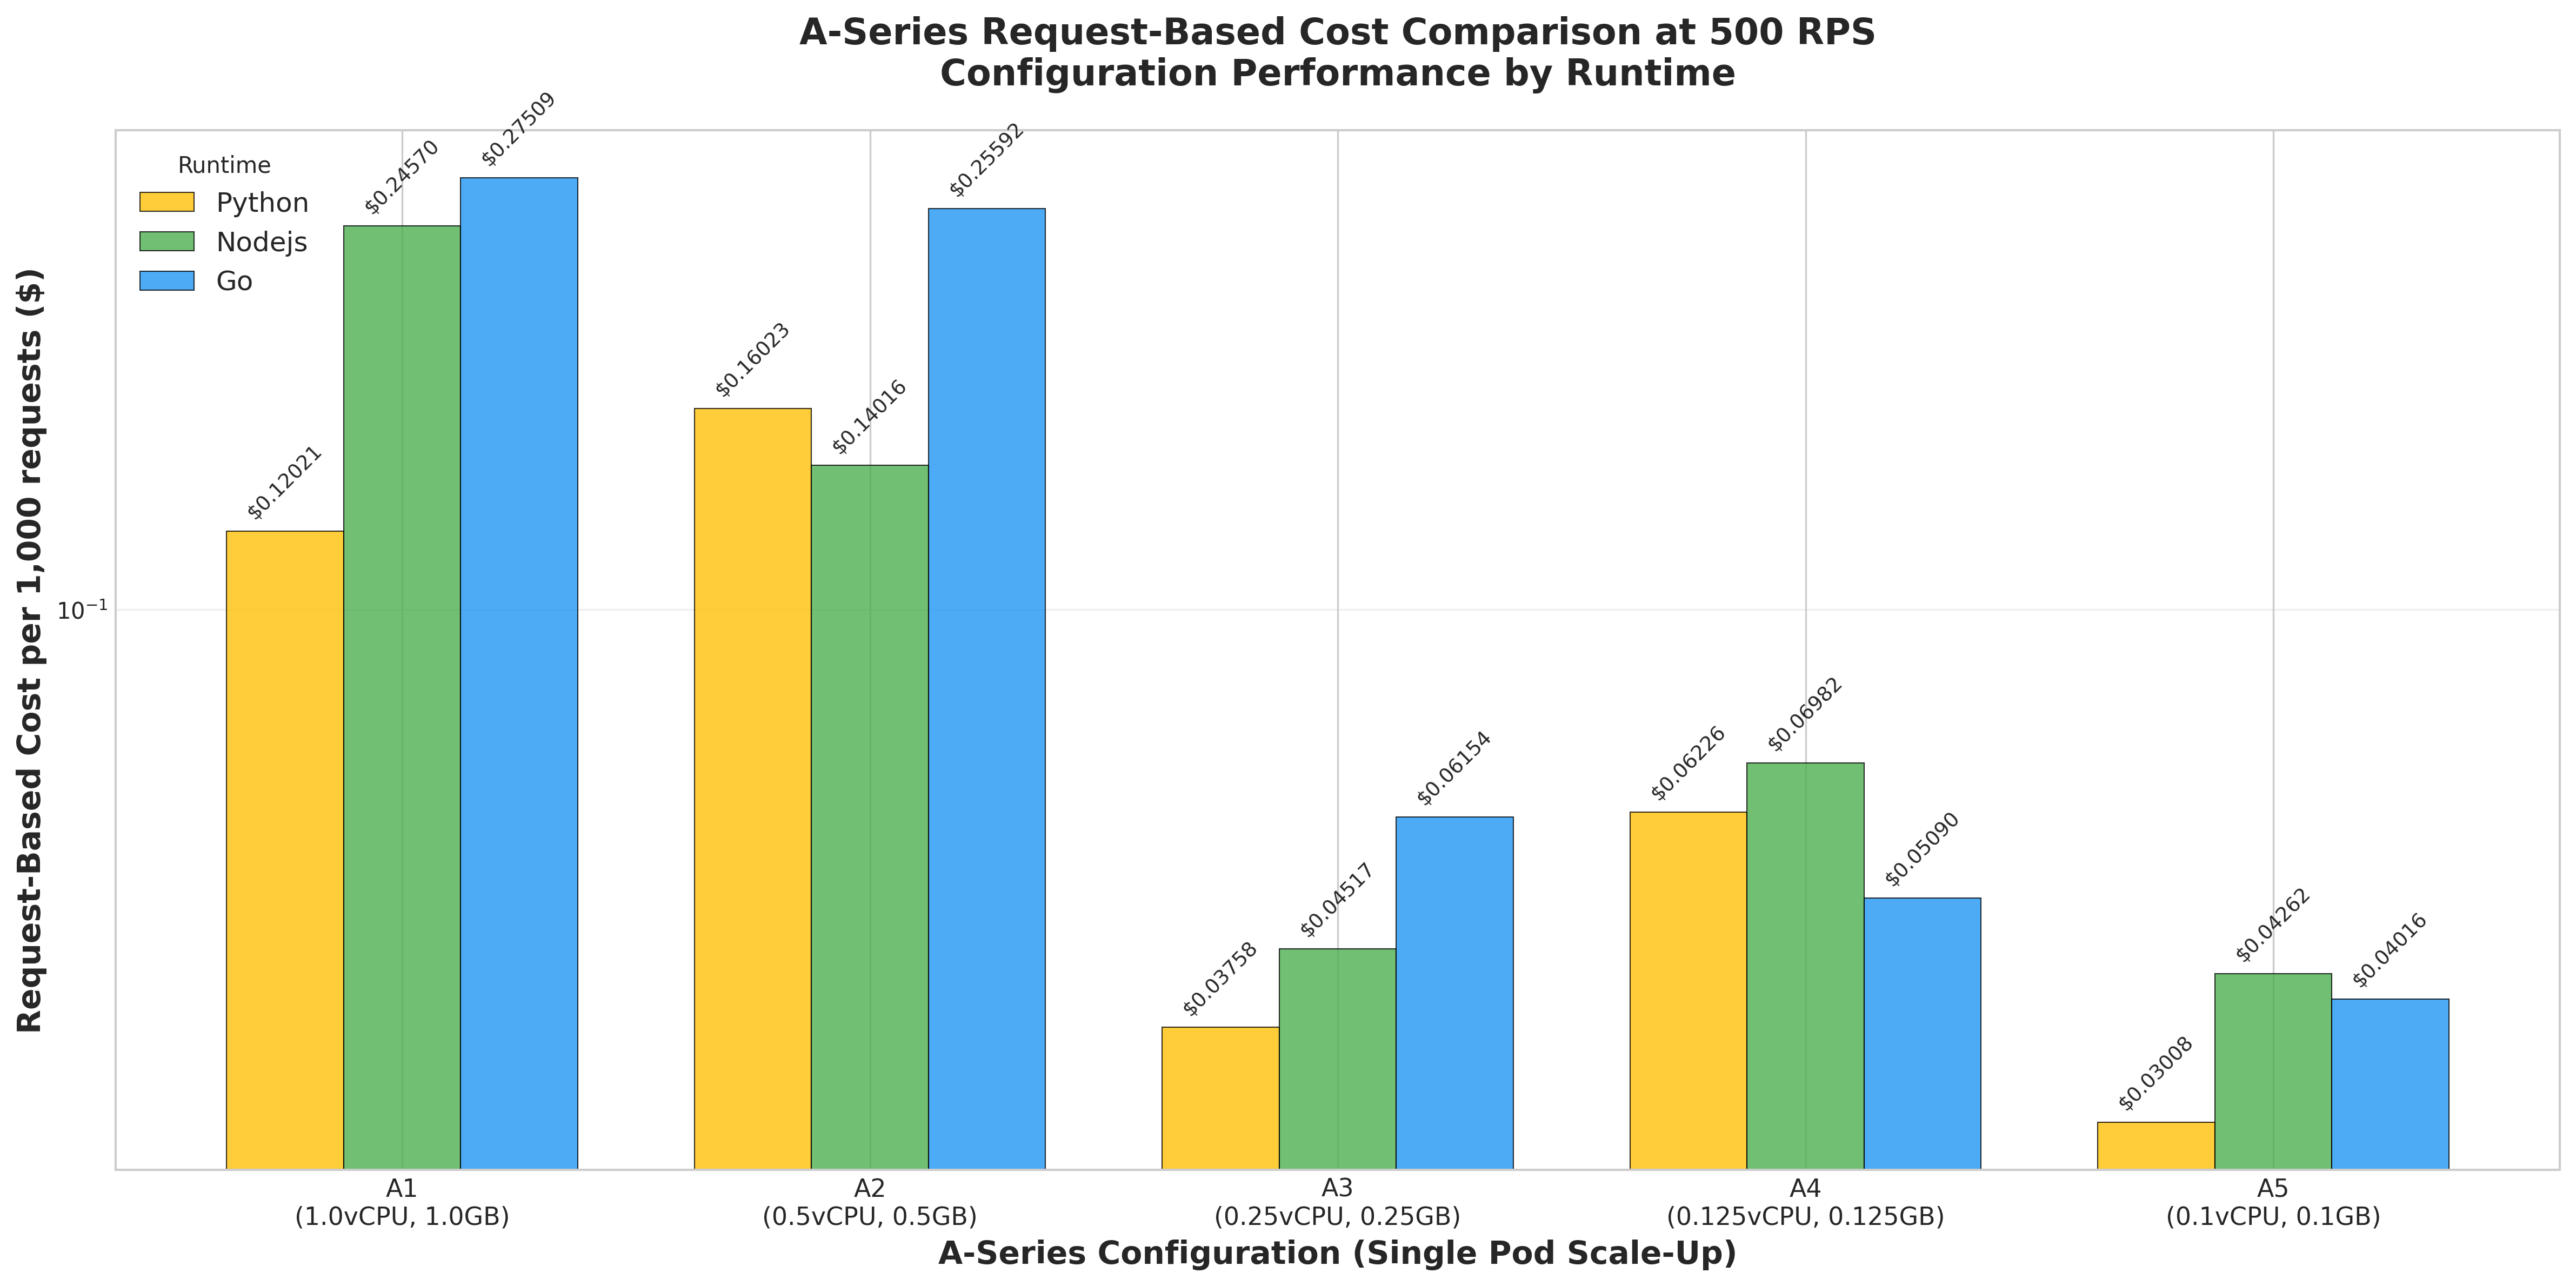 A-Series Request-Based Cost Comparison at 500 RPS
Configuration Performance by Runtime
Request-Based Cost per 1,000 requests ($)
10⁻¹
Runtime
Python
Nodejs
Go
$0.12021
$0.24570
$0.27509
$0.16023
$0.14016
$0.25592
$0.03758
$0.04517
$0.06154
$0.06226
$0.06982
$0.05090
$0.03008
$0.04262
$0.04016
A1
(1.0vCPU, 1.0GB)
A2
(0.5vCPU, 0.5GB)
A3
(0.25vCPU, 0.25GB)
A4
(0.125vCPU, 0.125GB)
A5
(0.1vCPU, 0.1GB)
A-Series Configuration (Single Pod Scale-Up)